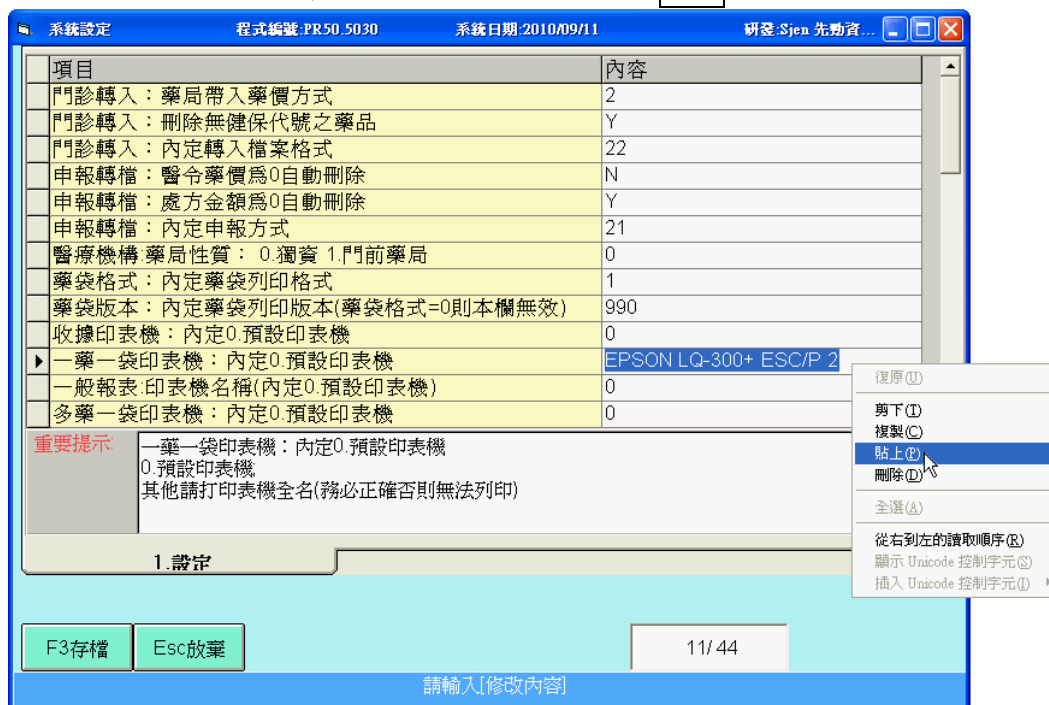 系統設定 程式編號:PR50.5030 系統日期:2010/09/11 研發:Sjen 先勁資...
項目 內容
門診轉入：藥局帶入藥價方式 2
門診轉入：刪除無健保代號之藥品 Y
門診轉入：內定轉入檔案格式 22
申報轉檔：醫令藥價為0自動刪除 N
申報轉檔：處方金額為0自動刪除 Y
申報轉檔：內定申報方式 21
醫療機構:藥局性質： 0.獨資 1.門前藥局 0
藥袋格式：內定藥袋列印格式 1
藥袋版本：內定藥袋列印版本(藥袋格式=0則本欄無效) 990
收據印表機：內定0.預設印表機 0
一藥一袋印表機：內定0.預設印表機 EPSON LQ-300+ ESC/P 2
一般報表:印表機名稱(內定0.預設印表機) 0
多藥一袋印表機：內定0.預設印表機 0
復原(U)
剪下(T)
複製(C)
貼上(P)
刪除(D)
全選(A)
從右到左的讀取順序(R)
顯示 Unicode 控制字元(S)
插入 Unicode 控制字元(I)
重要提示:
一藥一袋印表機：內定0.預設印表機
0.預設印表機
其他請打印表機全名(務必正確否則無法列印)
1.設定
F3存檔 Esc放棄 11/44
請輸入[修改內容]